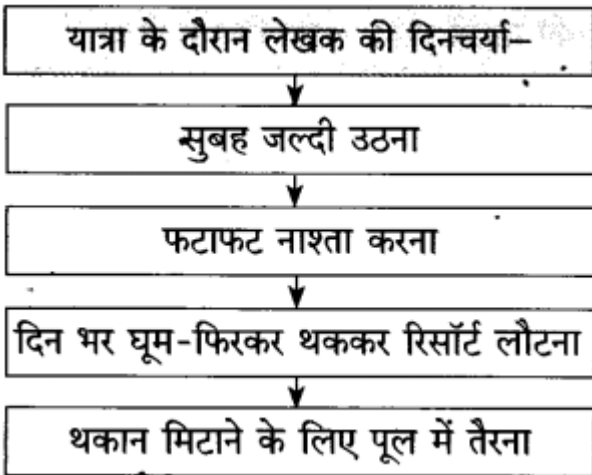 यात्रा के दौरान लेखक की दिनचर्या–
सुबह जल्दी उठना
फटाफट नाश्ता करना
दिन भर घूम-फिरकर थककर रिसॉर्ट लौटना
थकान मिटाने के लिए पूल में तैरना